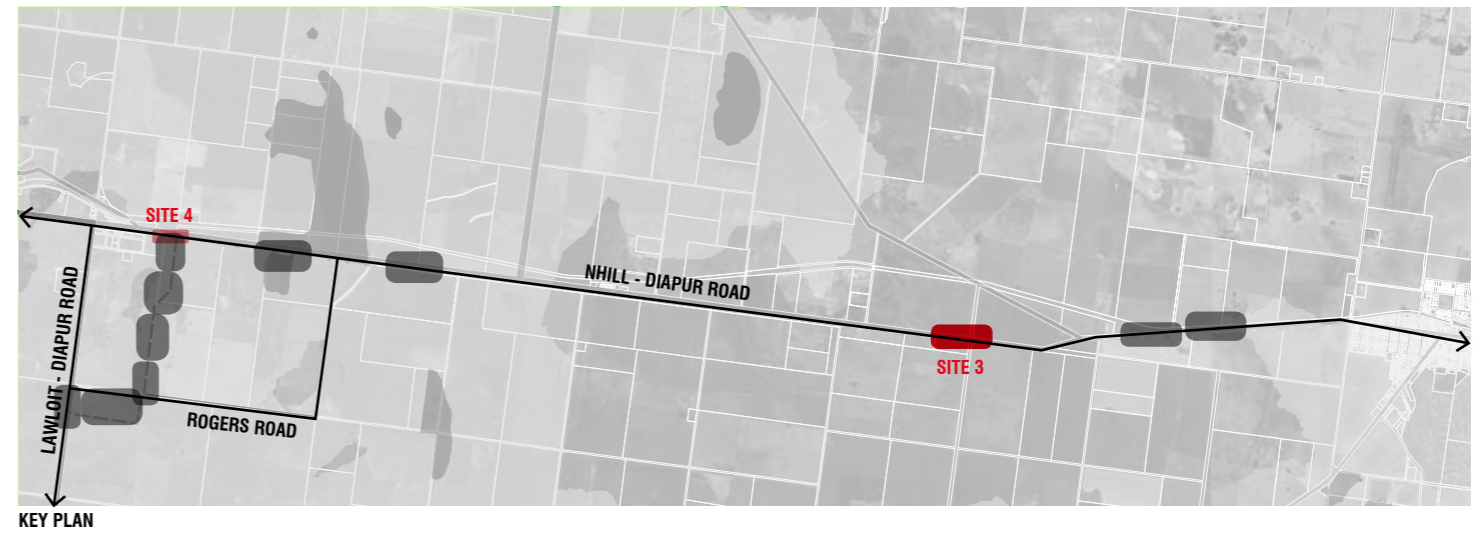 SITE 4
NHILL - DIAPUR ROAD
SITE 3
LAWLOIT - DIAPUR ROAD
ROGERS ROAD
KEY PLAN